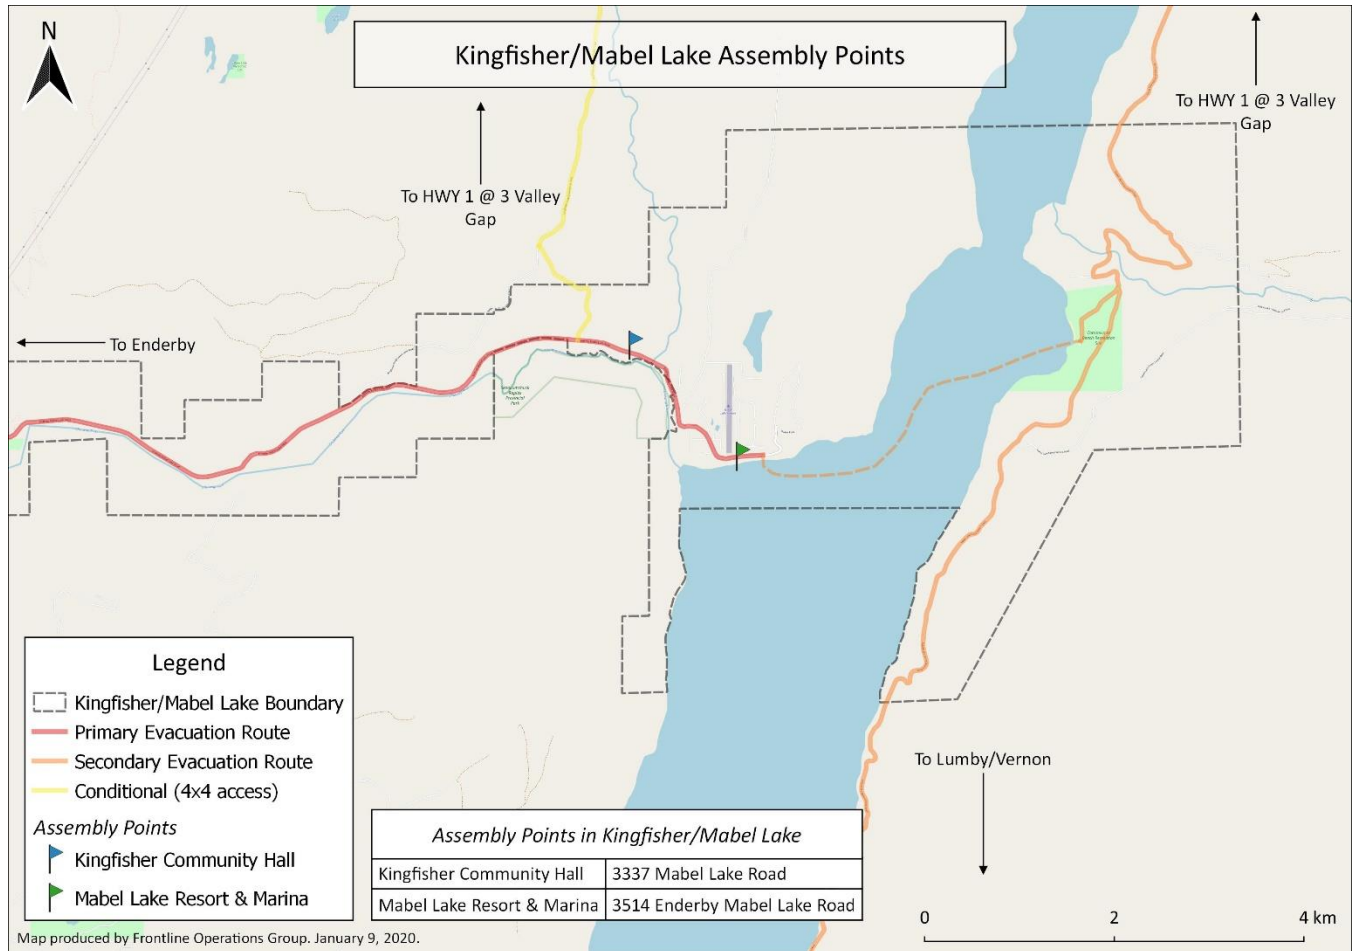 N
Kingfisher/Mabel Lake Assembly Points
To HWY 1 @ 3 Valley
Gap
To HWY 1 @ 3 Valley
Gap
To Enderby
Legend
Kingfisher/Mabel Lake Boundary
Primary Evacuation Route
Secondary Evacuation Route
Conditional (4x4 access)
Assembly Points
Kingfisher Community Hall
Mabel Lake Resort & Marina
To Lumby/Vernon
Assembly Points in Kingfisher/Mabel Lake
Kingfisher Community Hall 3337 Mabel Lake Road
Mabel Lake Resort & Marina 3514 Enderby Mabel Lake Road
0 2 4 km
Map produced by Frontline Operations Group. January 9, 2020.